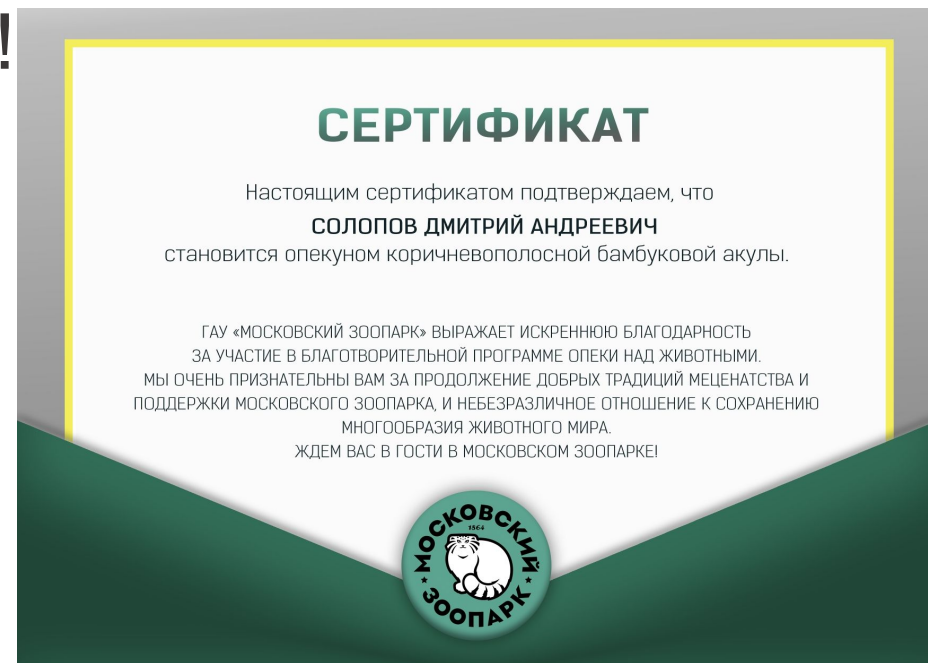 !
СЕРТИФИКАТ
Настоящим сертификатом подтверждаем, что
СОЛОПОВ ДМИТРИЙ АНДРЕЕВИЧ
становится опекуном коричневополосной бамбуковой акулы.
ГАУ «МОСКОВСКИЙ ЗООПАРК» ВЫРАЖАЕТ ИСКРЕННЮЮ БЛАГОДАРНОСТЬ
ЗА УЧАСТИЕ В БЛАГОТВОРИТЕЛЬНОЙ ПРОГРАММЕ ОПЕКИ НАД ЖИВОТНЫМИ.
МЫ ОЧЕНЬ ПРИЗНАТЕЛЬНЫ ВАМ ЗА ПРОДОЛЖЕНИЕ ДОБРЫХ ТРАДИЦИЙ МЕЦЕНАТСТВА И
ПОДДЕРЖКИ МОСКОВСКОГО ЗООПАРКА, И НЕБЕЗРАЗЛИЧНОЕ ОТНОШЕНИЕ К СОХРАНЕНИЮ
МНОГООБРАЗИЯ ЖИВОТНОГО МИРА.
ЖДЕМ ВАС В ГОСТИ В МОСКОВСКОМ ЗООПАРКЕ!
МОСКОВСКИЙ
1864
ЗООПАРК